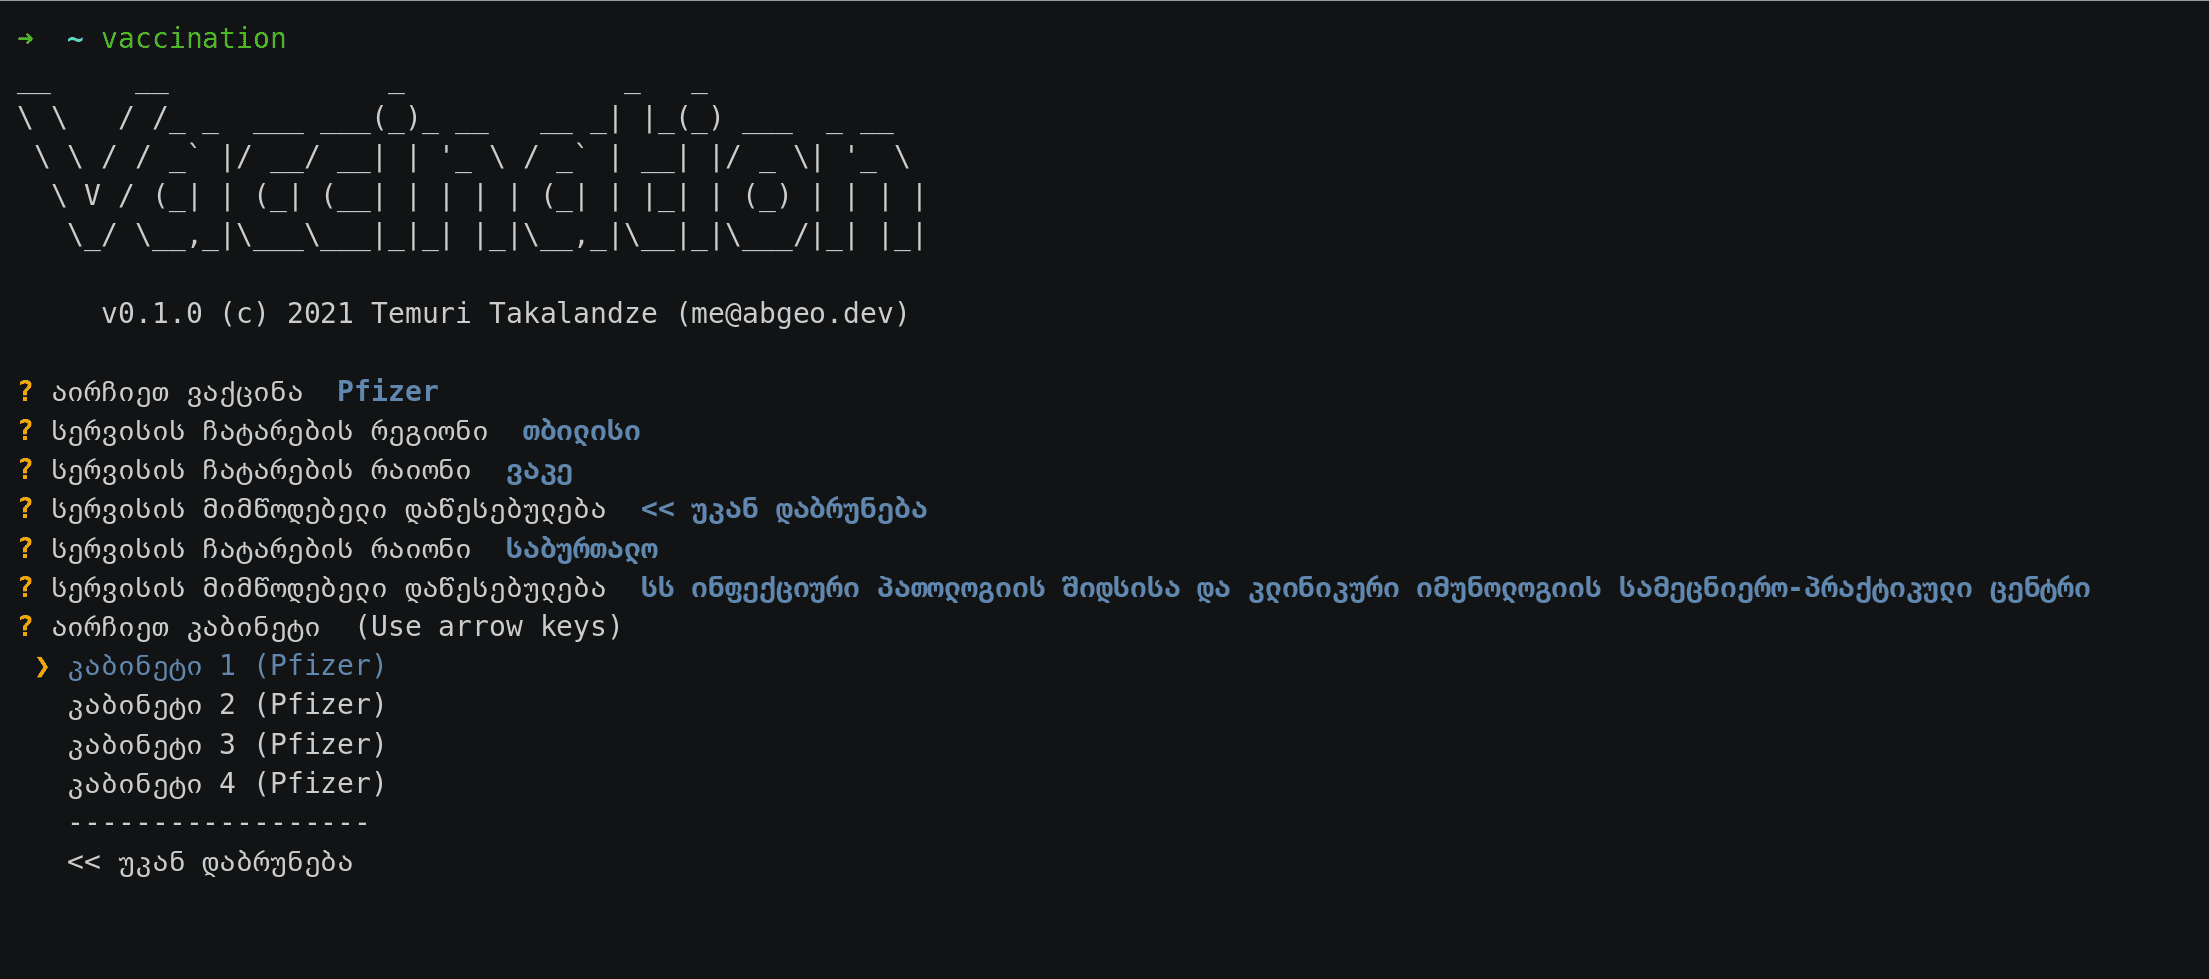 ➜  ~ vaccination
__     __             _             _   _
\ \   / /_ _  ___ ___(_)_ __   __ _| |_(_) ___  _ __
 \ \ / / _` |/ __/ __| | '_ \ / _` | __| |/ _ \| '_ \
  \ V / (_| | (_| (__| | | | | (_| | |_| | (_) | | | |
   \_/ \__,_|\___\___|_|_| |_|\__,_|\__|_|\___/|_| |_|
     v0.1.0 (c) 2021 Temuri Takalandze (me@abgeo.dev)
? აირჩიეთ ვაქცინა  Pfizer
? სერვისის ჩატარების რეგიონი  თბილისი
? სერვისის ჩატარების რაიონი  ვაკე
? სერვისის მიმწოდებელი დაწესებულება  << უკან დაბრუნება
? სერვისის ჩატარების რაიონი  საბურთალო
? სერვისის მიმწოდებელი დაწესებულება  სს ინფექციური პათოლოგიის შიდსისა და კლინიკური იმუნოლოგიის სამეცნიერო-პრაქტიკული ცენტრი
? აირჩიეთ კაბინეტი  (Use arrow keys)
 ❯ კაბინეტი 1 (Pfizer)
   კაბინეტი 2 (Pfizer)
   კაბინეტი 3 (Pfizer)
   კაბინეტი 4 (Pfizer)
   ------------------
   << უკან დაბრუნება